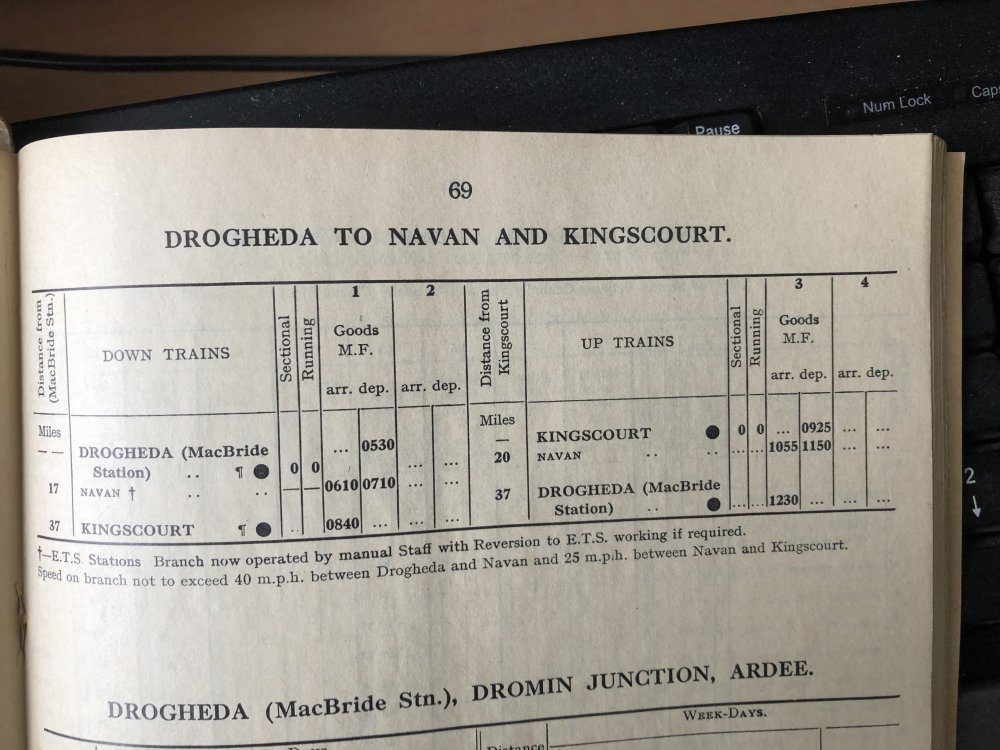 Num Lock
Caps
Pause
69
DROGHEDA TO NAVAN AND KINGSCOURT.
Distance from (MacBride Stn.) DOWN TRAINS Sectional Running 1 Goods M.F. arr. dep. 2 arr. dep. Distance from Kingscourt UP TRAINS Sectional Running 3 Goods M.F. arr. dep. 4 arr. dep.
Miles Miles
— — DROGHEDA (MacBride Station) .. ¶ ● 0 0 ... 0530 ... ... — KINGSCOURT ● 0 0 ... 0925 ... ...
17 NAVAN † .. .. — — 0610 0710 ... ... 20 NAVAN .. .. ... ... 1055 1150 ... ...
37 KINGSCOURT ¶ ● .. 0840 ... ... ... 37 DROGHEDA (MacBride Station) .. ● ... ... 1230 ... ... ...
†—E.T.S. Stations Branch now operated by manual Staff with Reversion to E.T.S. working if required.
Speed on branch not to exceed 40 m.p.h. between Drogheda and Navan and 25 m.p.h. between Navan and Kingscourt.
DROGHEDA (MacBride Stn.), DROMIN JUNCTION, ARDEE.
WEEK-DAYS.
Distance
2
↓